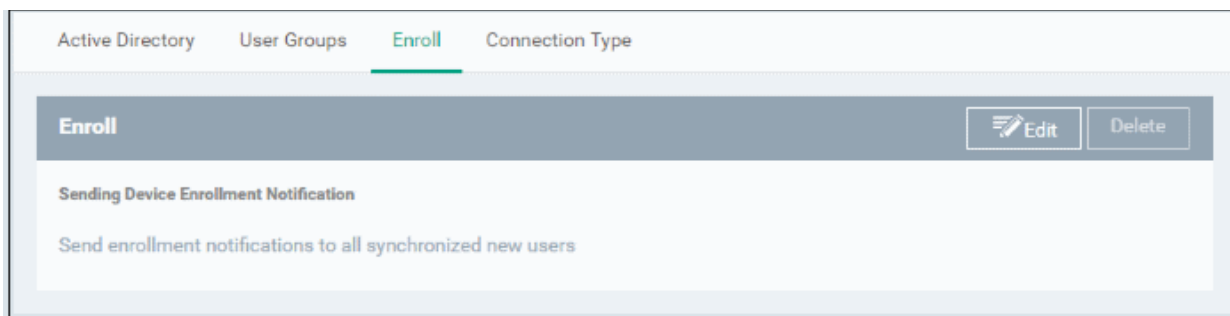 Active Directory User Groups Enroll Connection Type
Enroll Edit Delete
Sending Device Enrollment Notification
Send enrollment notifications to all synchronized new users